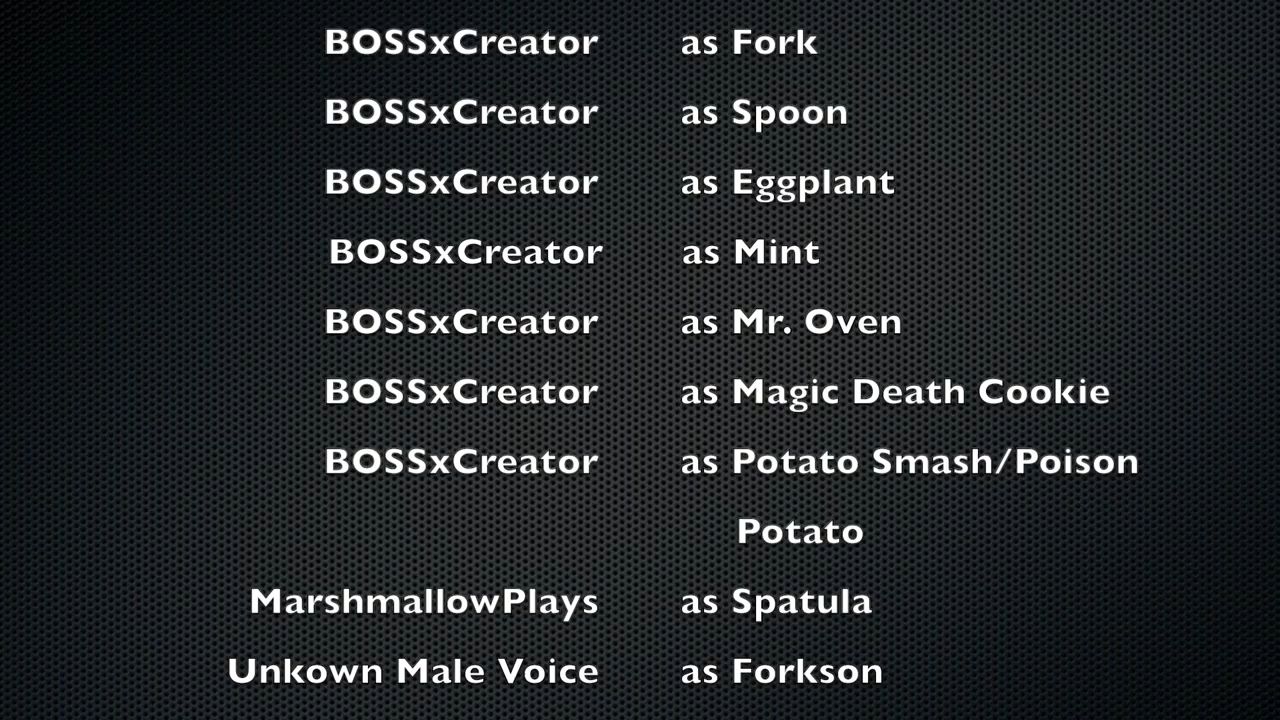 BOSSxCreator as Fork
BOSSxCreator as Spoon
BOSSxCreator as Eggplant
BOSSxCreator as Mint
BOSSxCreator as Mr. Oven
BOSSxCreator as Magic Death Cookie
BOSSxCreator as Potato Smash/Poison
Potato
MarshmallowPlays as Spatula
Unkown Male Voice as Forkson